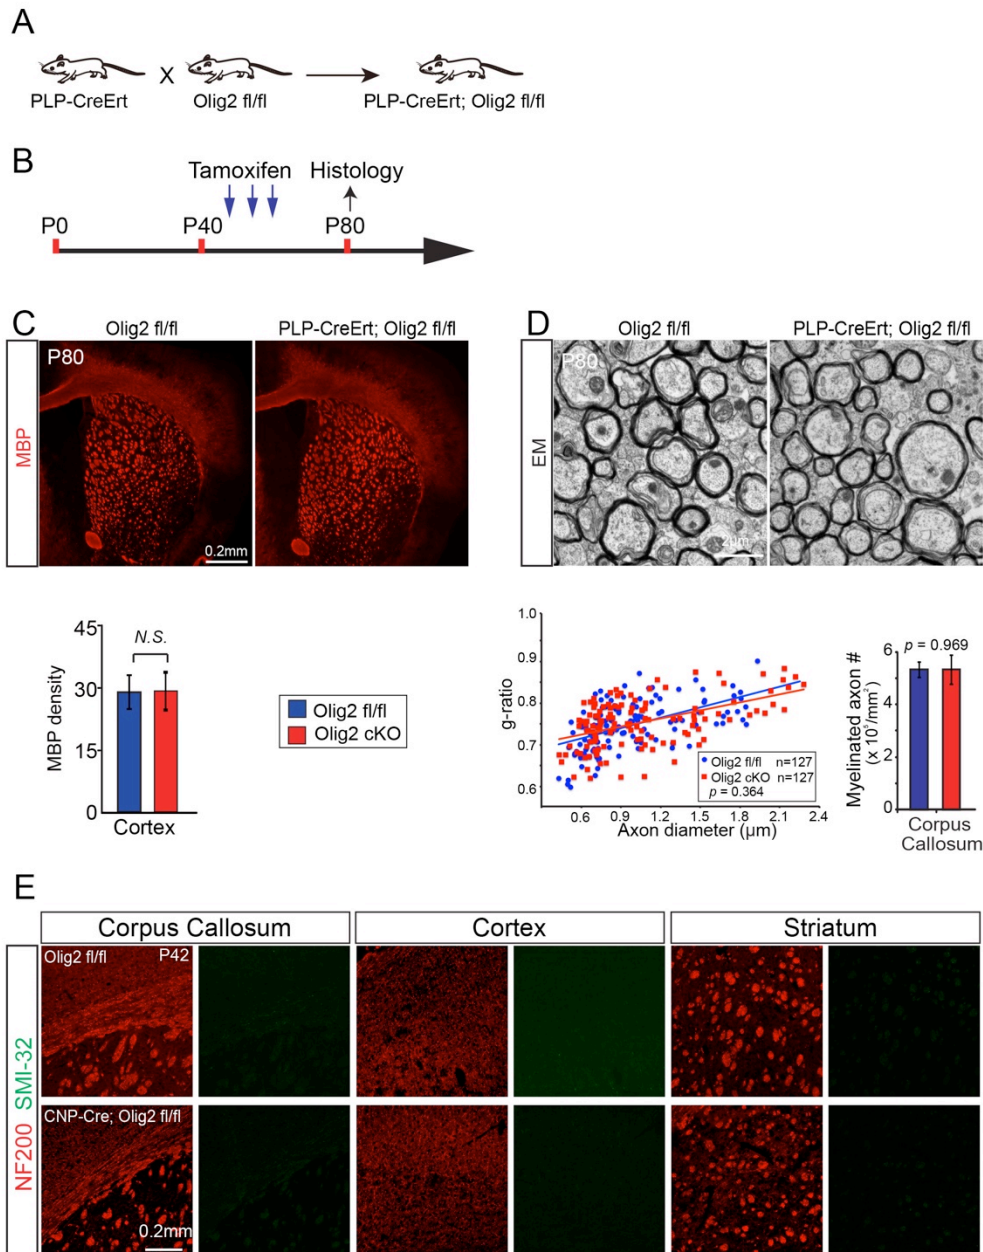 A
PLP-CreErt X Olig2 fl/fl PLP-CreErt; Olig2 fl/fl
B
Tamoxifen Histology
P0 P40 P80
C
Olig2 fl/fl PLP-CreErt; Olig2 fl/fl
MBP
P80
0.2mm
45
30
15
0
MBP density
N.S.
Cortex
Olig2 fl/fl
Olig2 cKO
D
Olig2 fl/fl PLP-CreErt; Olig2 fl/fl
EM
P80
2μm
1.0
0.9
0.8
0.7
0.6
g-ratio
Olig2 fl/fl n=127
Olig2 cKO n=127
p = 0.364
0.6 0.9 1.2 1.5 1.8 2.1 2.4
Axon diameter (μm)
Myelinated axon #
(x 10⁵/mm²)
6
4
2
0
p = 0.969
Corpus
Callosum
E
Corpus Callosum Cortex Striatum
NF200 SMI-32
Olig2 fl/fl P42
CNP-Cre; Olig2 fl/fl
0.2mm